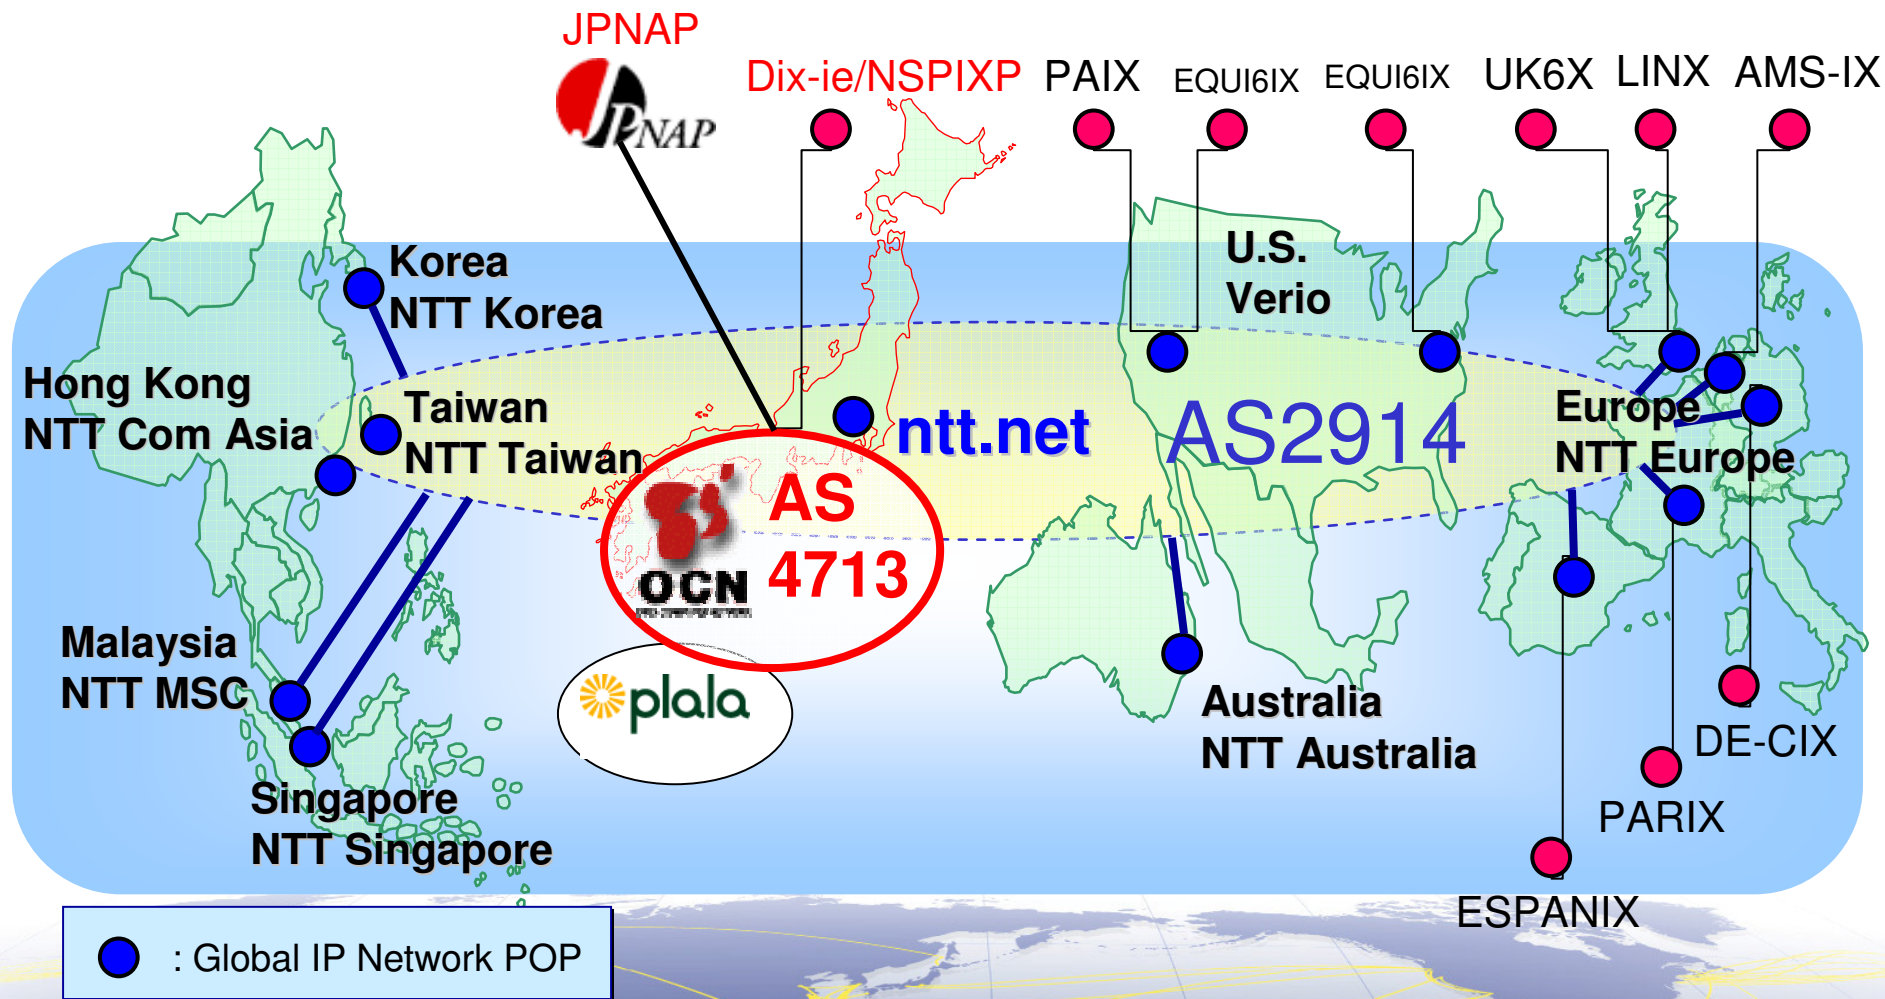 JPNAP
JPNAP
Dix-ie/NSPIXP
PAIX
EQUI6IX
EQUI6IX
UK6X
LINX
AMS-IX
Korea
NTT Korea
U.S.
Verio
Hong Kong
NTT Com Asia
Taiwan
NTT Taiwan
ntt.net
AS2914
Europe
NTT Europe
AS
4713
OCN
Malaysia
NTT MSC
plala
Australia
NTT Australia
Singapore
NTT Singapore
DE-CIX
PARIX
ESPANIX
: Global IP Network POP